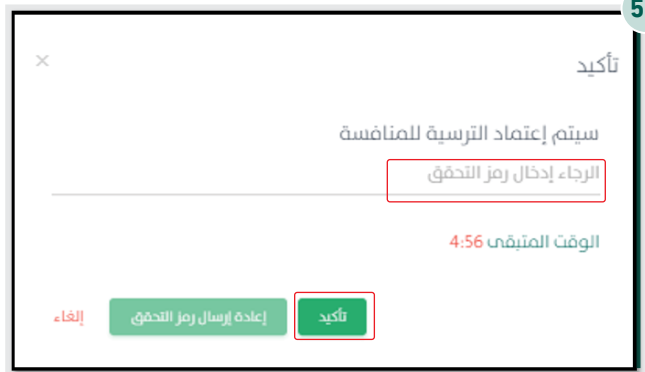 5
تأكيد ×
سيتم إعتماد الترسية للمنافسة
الرجاء إدخال رمز التحقق
الوقت المتبقى 4:56
تأكيد إعادة إرسال رمز التحقق إلغاء